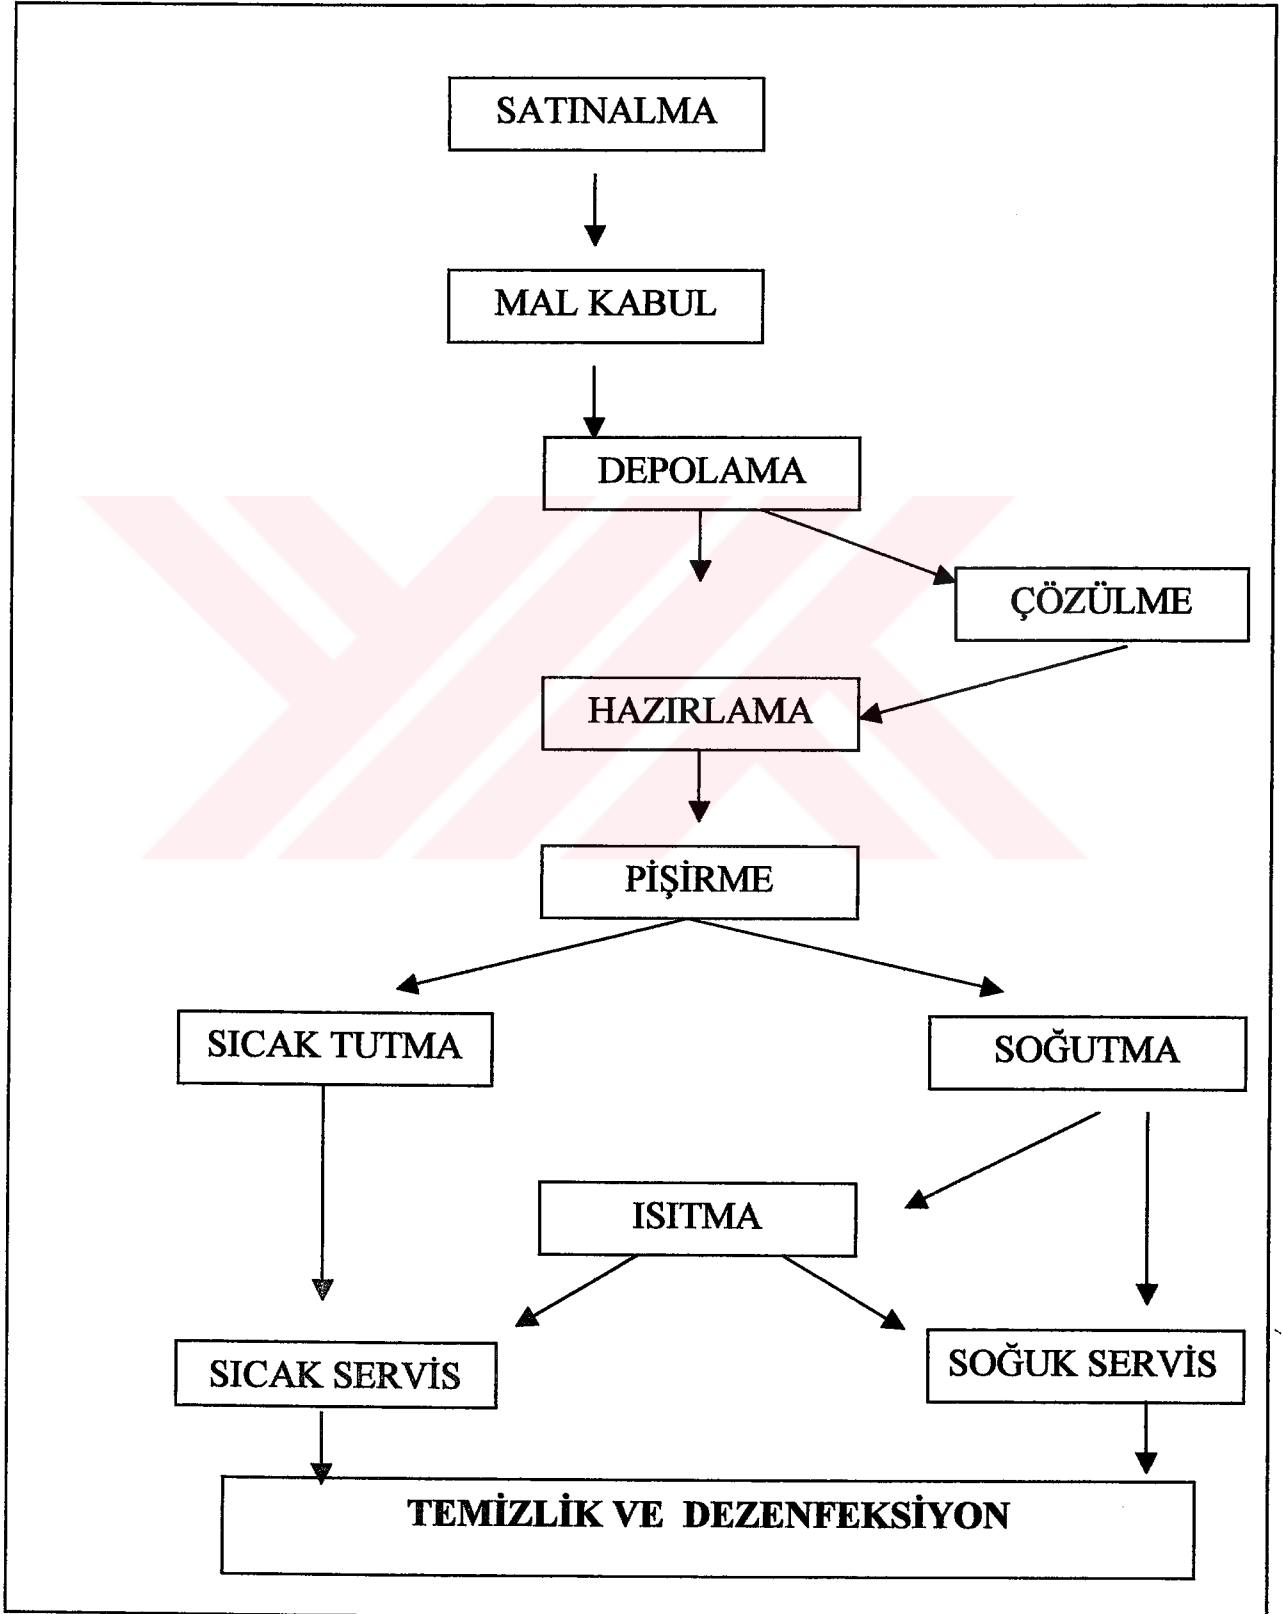 SATINALMA
MAL KABUL
DEPOLAMA
ÇÖZÜLME
HAZIRLAMA
PİŞİRME
SICAK TUTMA
SOĞUTMA
ISITMA
SICAK SERVİS
SOĞUK SERVİS
TEMİZLİK VE DEZENFEKSİYON